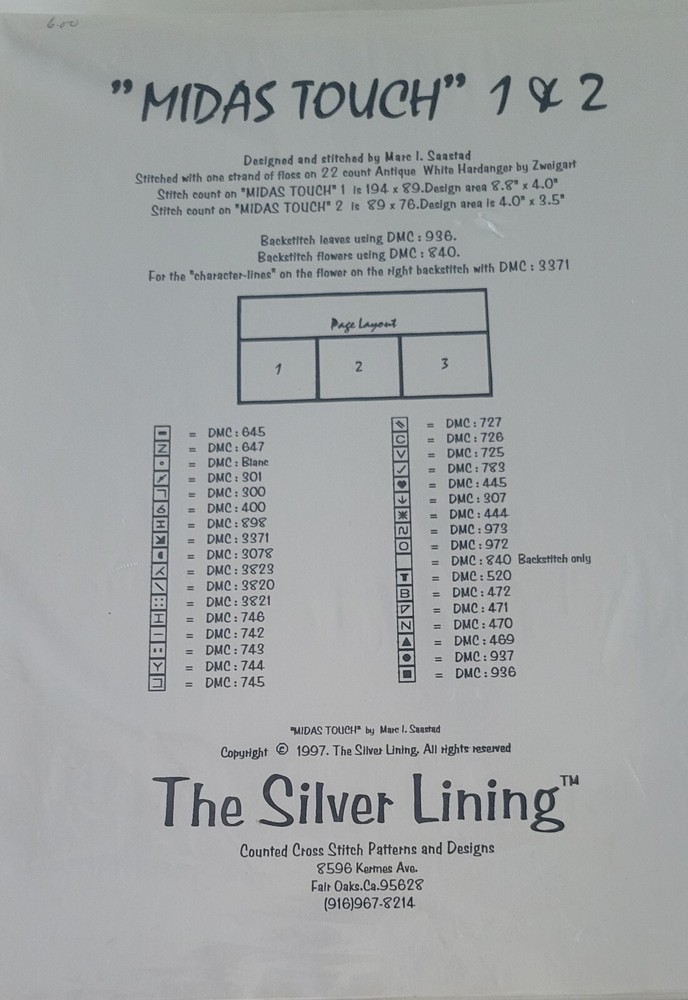 6.00
"MIDAS TOUCH" 1 & 2
Designed and stitched by Marc I. Saastad
Stitched with one strand of floss on 22 count Antique White Hardanger by Zweigart
Stitch count on "MIDAS TOUCH" 1 is 194 x 89.Design area 8.8" x 4.0"
Stitch count on "MIDAS TOUCH" 2 is 89 x 76.Design area is 4.0" x 3.5"
Backstitch leaves using DMC : 936.
Backstitch flowers using DMC : 840.
For the "character-lines" on the flower on the right backstitch with DMC : 3371
Page Layout
1 2 3
= DMC : 645
Z = DMC : 647
= DMC : Blanc
= DMC : 301
= DMC : 300
6 = DMC : 400
= DMC : 898
= DMC : 3371
= DMC : 3078
= DMC : 3823
\ = DMC : 3820
:: = DMC : 3821
I = DMC : 746
– = DMC : 742
= DMC : 743
Y = DMC : 744
= DMC : 745
= DMC : 727
C = DMC : 726
V = DMC : 725
✓ = DMC : 783
♥ = DMC : 445
↓ = DMC : 307
= DMC : 444
= DMC : 973
O = DMC : 972
= DMC : 840 Backstitch only
T = DMC : 520
B = DMC : 472
= DMC : 471
N = DMC : 470
▲ = DMC : 469
● = DMC : 937
■ = DMC : 936
"MIDAS TOUCH" by Marc I. Saastad
Copyright © 1997. The Silver Lining. All rights reserved
The Silver Lining™
Counted Cross Stitch Patterns and Designs
8596 Kermes Ave.
Fair Oaks.Ca.95628
(916)967-8214